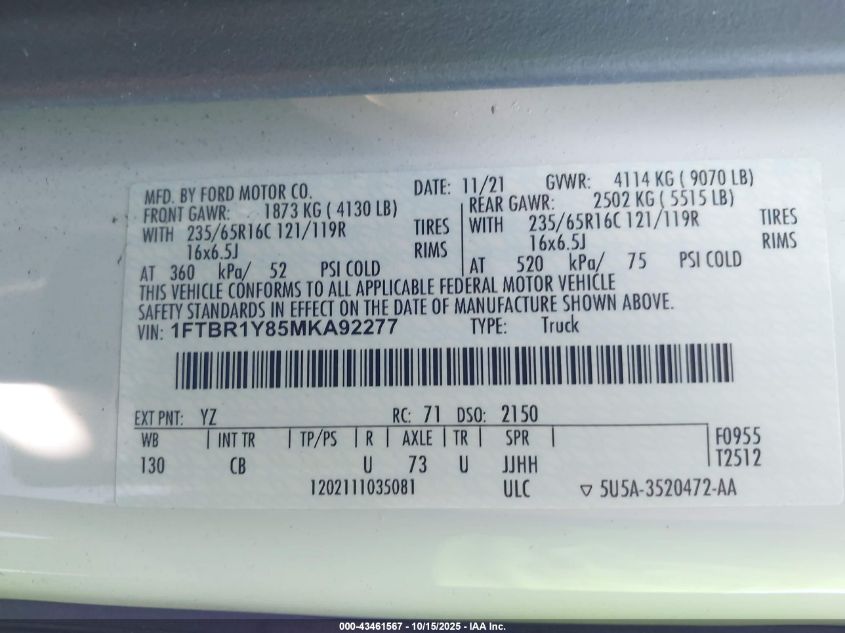 MFD. BY FORD MOTOR CO. DATE: 11/21 GVWR: 4114 KG ( 9070 LB)
FRONT GAWR: 1873 KG ( 4130 LB) REAR GAWR: 2502 KG ( 5515 LB)
WITH 235/65R16C 121/119R TIRES WITH 235/65R16C 121/119R TIRES
16x6.5J RIMS 16x6.5J RIMS
AT 360 kPa/ 52 PSI COLD AT 520 kPa/ 75 PSI COLD
THIS VEHICLE CONFORMS TO ALL APPLICABLE FEDERAL MOTOR VEHICLE
SAFETY STANDARDS IN EFFECT ON THE DATE OF MANUFACTURE SHOWN ABOVE.
VIN: 1FTBR1Y85MKA92277 TYPE: Truck
EXT PNT: YZ RC: 71 DSO: 2150
WB INT TR TP/PS R AXLE TR SPR F0955
130 CB U 73 U JJHH T2512
1202111035081 ULC ▽ 5U5A-3520472-AA
000-43461567 - 10/15/2025 - IAA Inc.